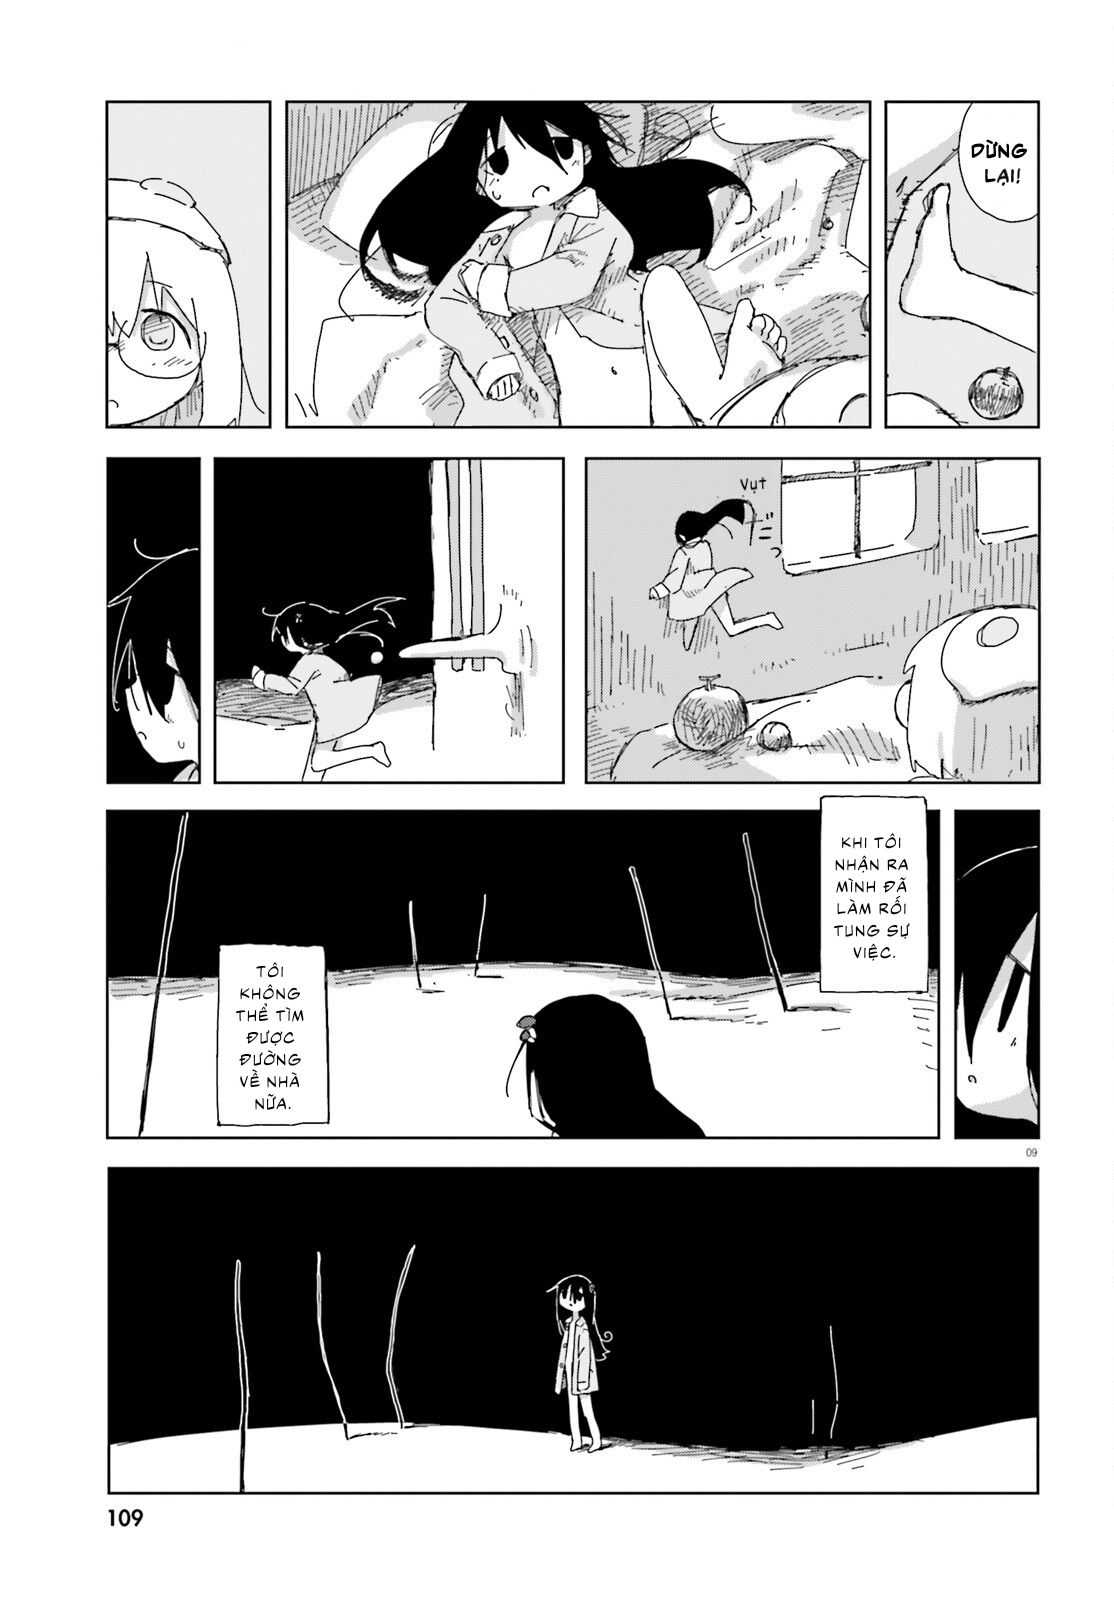 DỪNG
LẠI!
Vụt
KHI TÔI
NHẬN RA
MÌNH ĐÃ
LÀM RỐI
TUNG SỰ
VIỆC.
TÔI
KHÔNG
THỂ TÌM
ĐƯỢC
ĐƯỜNG
VỀ NHÀ
NỮA.
09
109